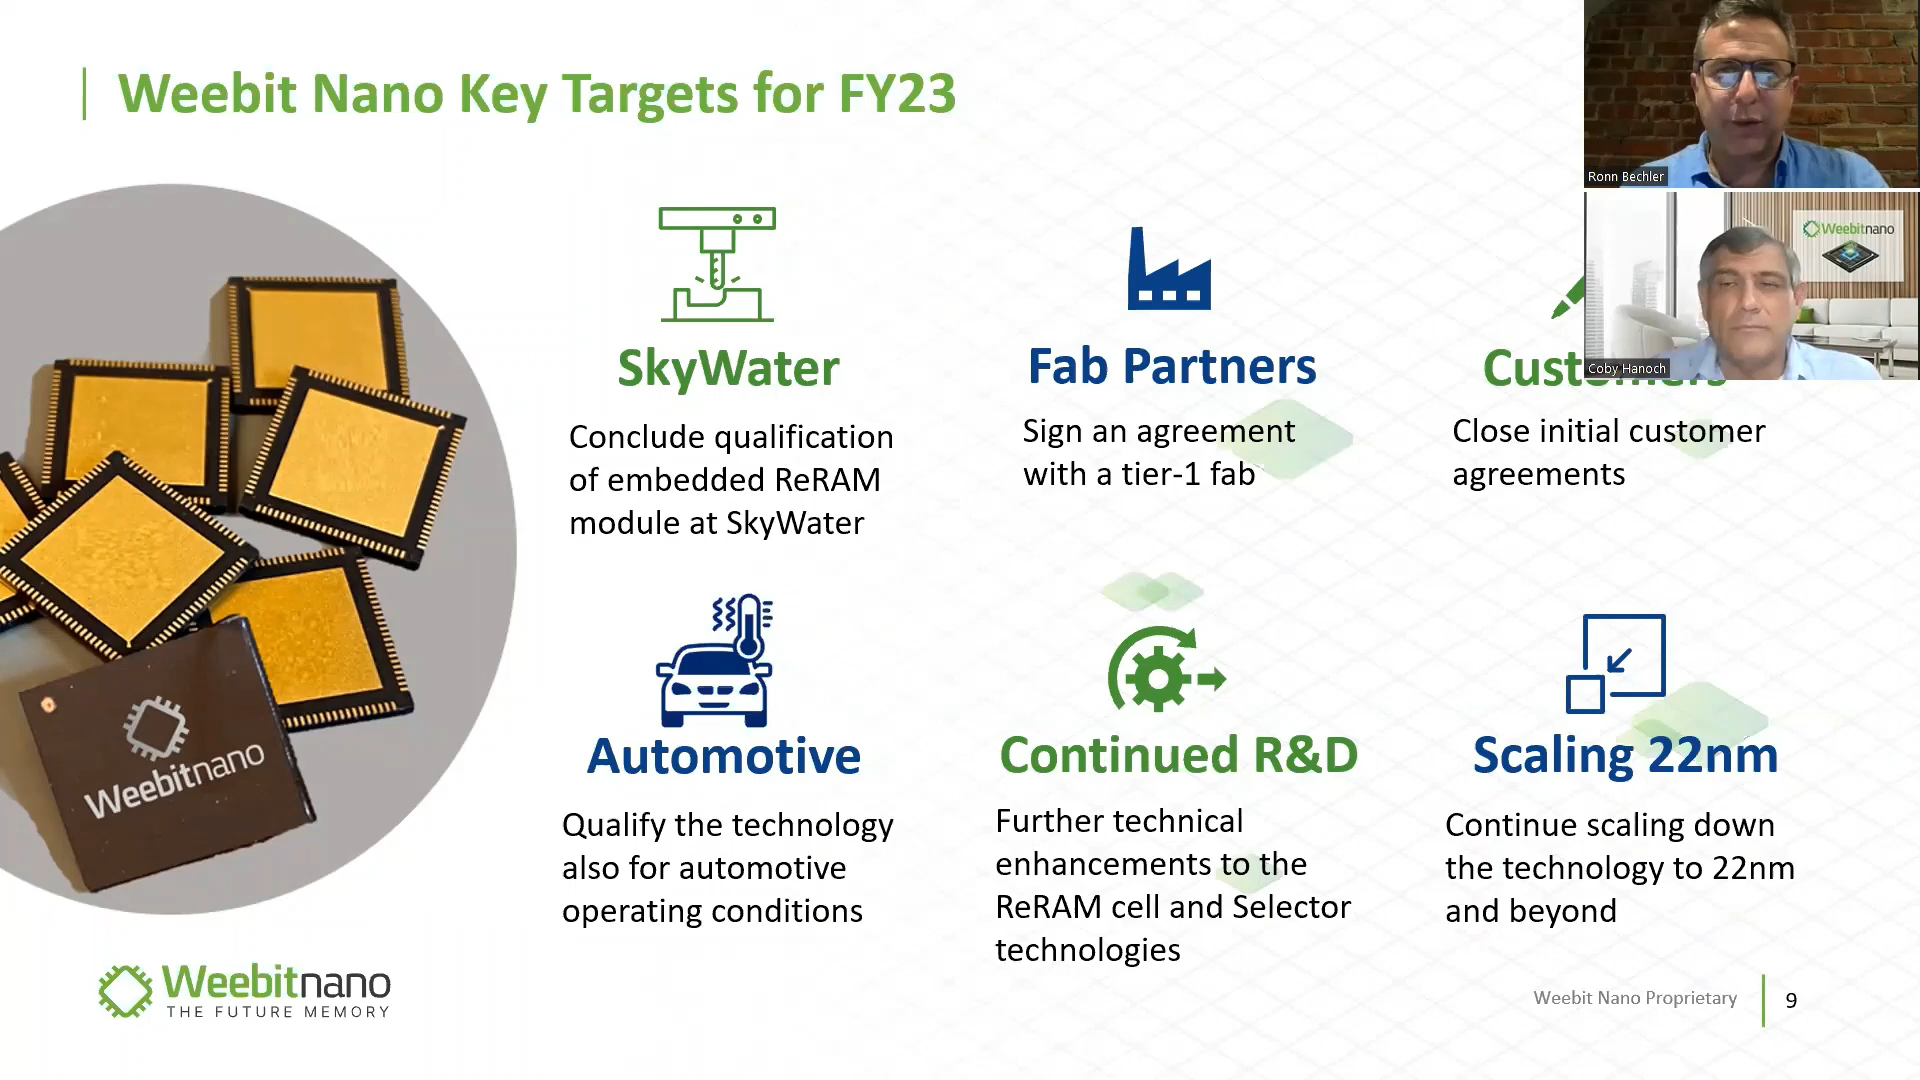 Weebit Nano Key Targets for FY23
Ronn Bechler
Weebitnano
Coby Hanoch
SkyWater
Conclude qualification
of embedded ReRAM
module at SkyWater
Fab Partners
Sign an agreement
with a tier-1 fab
Customers
Close initial customer
agreements
Automotive
Qualify the technology
also for automotive
operating conditions
Continued R&D
Further technical
enhancements to the
ReRAM cell and Selector
technologies
Scaling 22nm
Continue scaling down
the technology to 22nm
and beyond
Weebitnano
Weebitnano
THE FUTURE MEMORY
Weebit Nano Proprietary
9